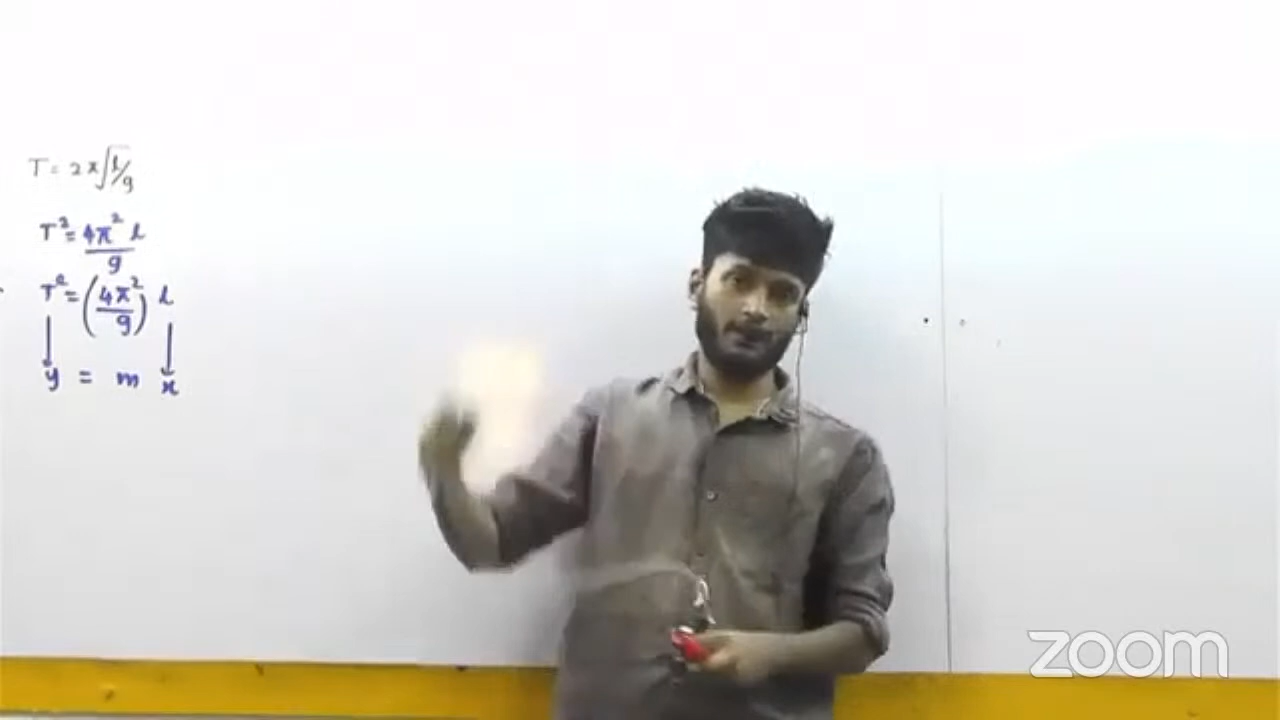 T = 2π√l/g
T² = 4π² l
g
T² = (4π²/g) l
y = m x
zoom